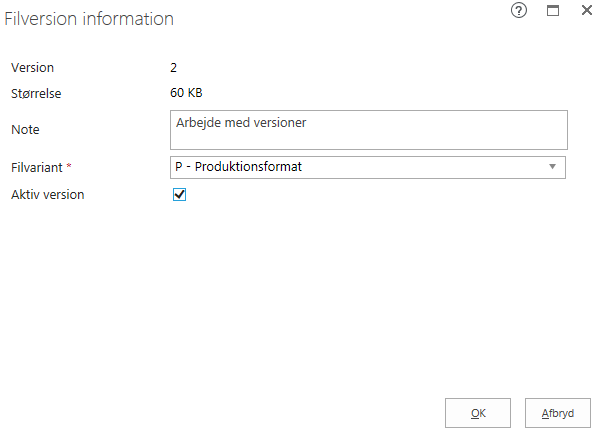 Filversion information
Version 2
Størrelse 60 KB
Note Arbejde med versioner
Filvariant * P - Produktionsformat
Aktiv version
OK Afbryd